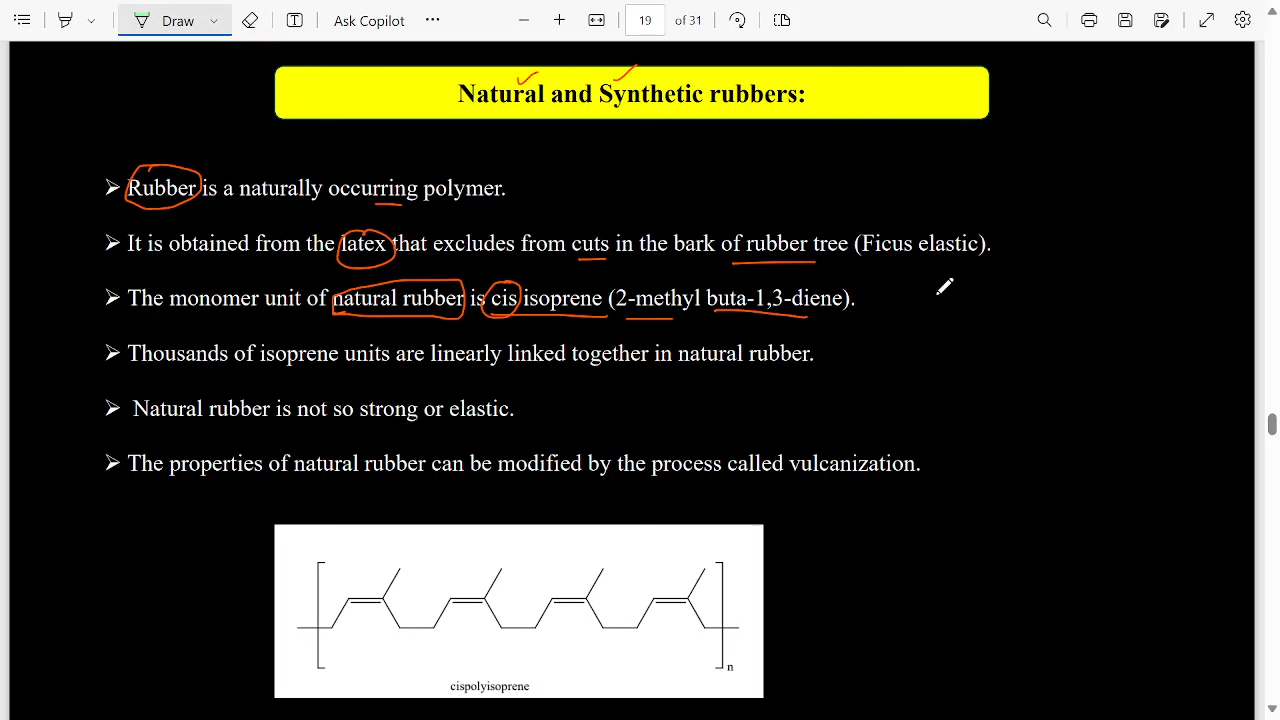 Draw
Ask Copilot
19 of 31
Natural and Synthetic rubbers:
➢ Rubber is a naturally occurring polymer.
➢ It is obtained from the latex that excludes from cuts in the bark of rubber tree (Ficus elastic).
➢ The monomer unit of natural rubber is cis isoprene (2-methyl buta-1,3-diene).
➢ Thousands of isoprene units are linearly linked together in natural rubber.
➢ Natural rubber is not so strong or elastic.
➢ The properties of natural rubber can be modified by the process called vulcanization.
n
cispolyisoprene